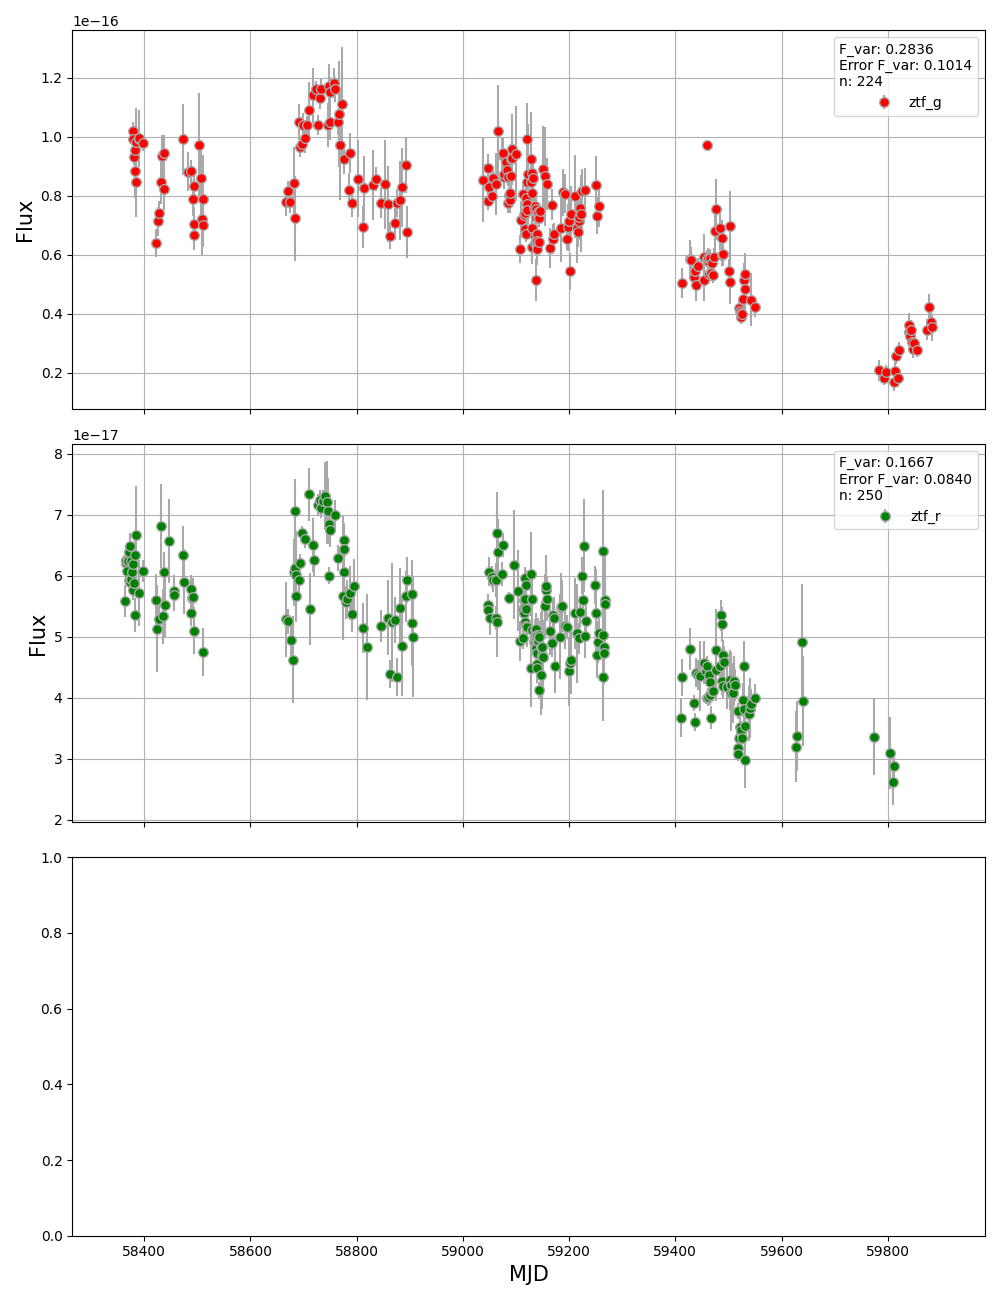 1e−16
F_var: 0.2836
Error F_var: 0.1014
n: 224
ztf_g
1.2
1.0
0.8
0.6
0.4
0.2
Flux
1e−17
F_var: 0.1667
Error F_var: 0.0840
n: 250
ztf_r
8
7
6
5
4
3
2
Flux
1.0
0.8
0.6
0.4
0.2
0.0
58400 58600 58800 59000 59200 59400 59600 59800
MJD